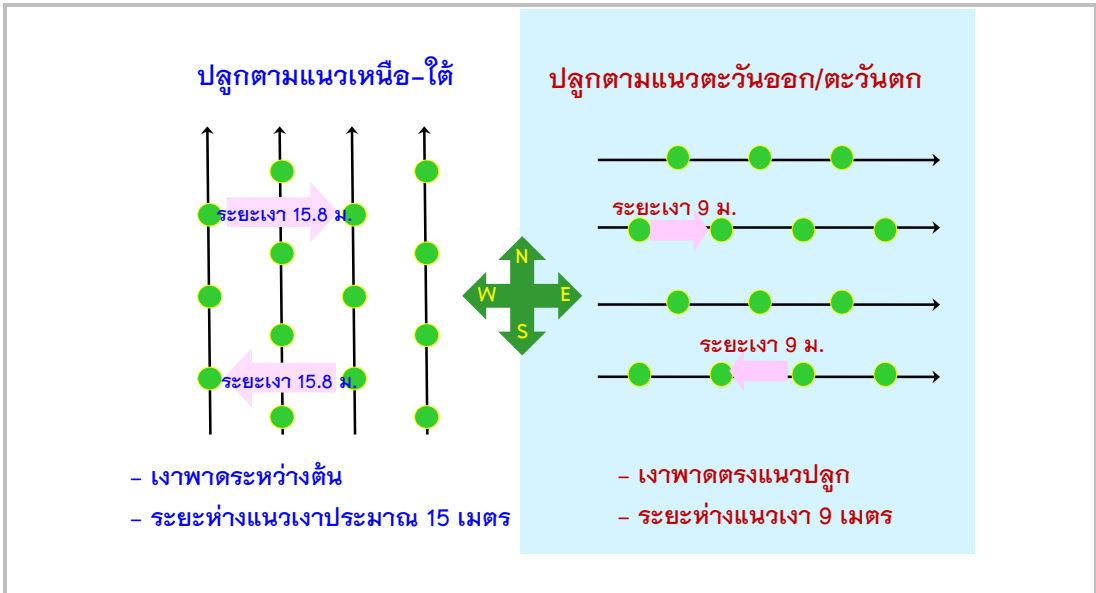 ปลูกตามแนวเหนือ-ใต้
ระยะเงา 15.8 ม.
ระยะเงา 15.8 ม.
- เงาพาดระหว่างต้น
- ระยะห่างแนวเงาประมาณ 15 เมตร
N
W E
S
ปลูกตามแนวตะวันออก/ตะวันตก
ระยะเงา 9 ม.
ระยะเงา 9 ม.
- เงาพาดตรงแนวปลูก
- ระยะห่างแนวเงา 9 เมตร